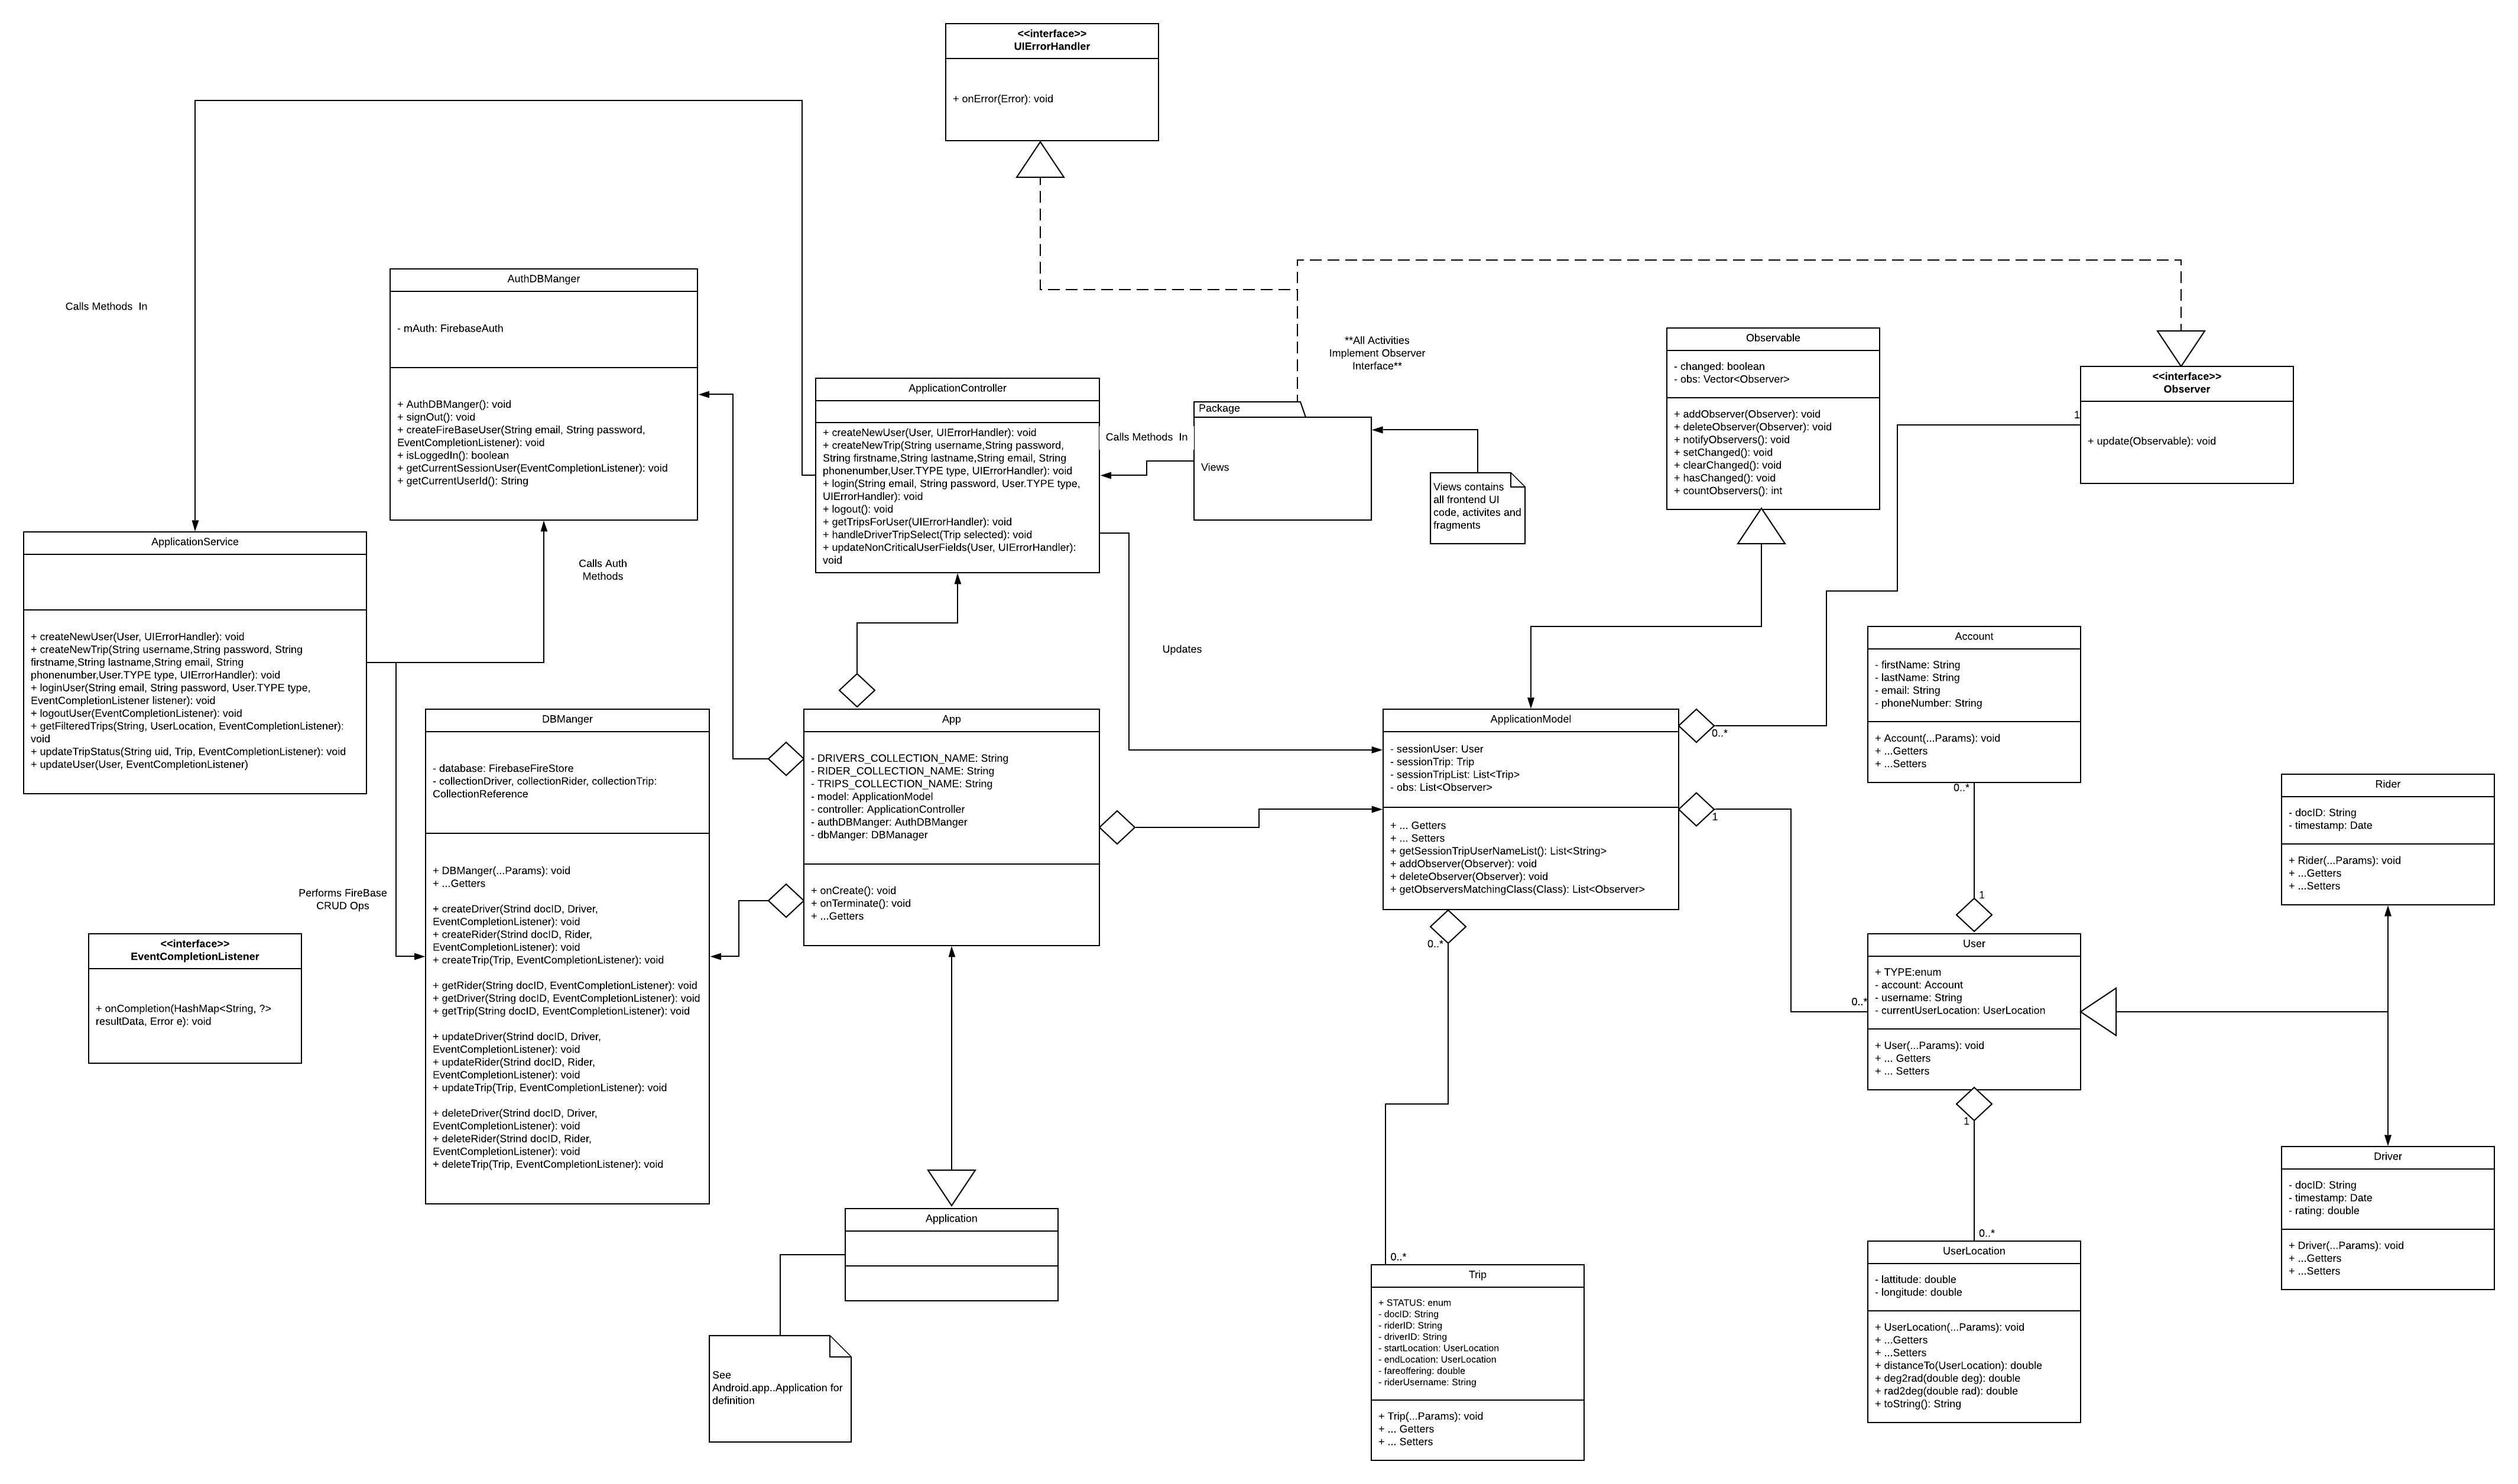 <<interface>>
UIErrorHandler
+ onError(Error): void
Calls Methods  In
AuthDBManger
- mAuth: FirebaseAuth
+ AuthDBManger(): void
+ signOut(): void
+ createFireBaseUser(String email, String password,
EventCompletionListener): void
+ isLoggedIn(): boolean
+ getCurrentSessionUser(EventCompletionListener): void
+ getCurrentUserId(): String
ApplicationController
+ createNewUser(User, UIErrorHandler): void
+ createNewTrip(String username,String password,
String firstname,String lastname,String email, String
phonenumber,User.TYPE type, UIErrorHandler): void
+ login(String email, String password, User.TYPE type,
UIErrorHandler): void
+ logout(): void
+ getTripsForUser(UIErrorHandler): void
+ handleDriverTripSelect(Trip selected): void
+ updateNonCriticalUserFields(User, UIErrorHandler):
void
Calls Methods  In
Package
Views
**All Activities
Implement Observer
Interface**
Views contains
all frontend UI
code, activites and
fragments
Observable
- changed: boolean
- obs: Vector<Observer>
+ addObserver(Observer): void
+ deleteObserver(Observer): void
+ notifyObservers(): void
+ setChanged(): void
+ clearChanged(): void
+ hasChanged(): void
+ countObservers(): int
<<interface>>
Observer
+ update(Observable): void
1
ApplicationService
+ createNewUser(User, UIErrorHandler): void
+ createNewTrip(String username,String password, String
firstname,String lastname,String email, String
phonenumber,User.TYPE type, UIErrorHandler): void
+ loginUser(String email, String password, User.TYPE type,
EventCompletionListener listener): void
+ logoutUser(EventCompletionListener): void
+ getFilteredTrips(String, UserLocation, EventCompletionListener):
void
+ updateTripStatus(String uid, Trip, EventCompletionListener): void
+ updateUser(User, EventCompletionListener)
Calls Auth
Methods
Updates
Performs FireBase
CRUD Ops
<<interface>>
EventCompletionListener
+ onCompletion(HashMap<String, ?>
resultData, Error e): void
DBManger
- database: FirebaseFireStore
- collectionDriver, collectionRider, collectionTrip:
CollectionReference
+ DBManger(...Params): void
+ ...Getters
+ createDriver(Strind docID, Driver,
EventCompletionListener): void
+ createRider(Strind docID, Rider,
EventCompletionListener): void
+ createTrip(Trip, EventCompletionListener): void
+ getRider(String docID, EventCompletionListener): void
+ getDriver(String docID, EventCompletionListener): void
+ getTrip(String docID, EventCompletionListener): void
+ updateDriver(Strind docID, Driver,
EventCompletionListener): void
+ updateRider(Strind docID, Rider,
EventCompletionListener): void
+ updateTrip(Trip, EventCompletionListener): void
+ deleteDriver(Strind docID, Driver,
EventCompletionListener): void
+ deleteRider(Strind docID, Rider,
EventCompletionListener): void
+ deleteTrip(Trip, EventCompletionListener): void
App
- DRIVERS_COLLECTION_NAME: String
- RIDER_COLLECTION_NAME: String
- TRIPS_COLLECTION_NAME: String
- model: ApplicationModel
- controller: ApplicationController
- authDBManger: AuthDBManger
- dbManger: DBManager
+ onCreate(): void
+ onTerminate(): void
+ ...Getters
Application
See
Android.app..Application for
definition
ApplicationModel
- sessionUser: User
- sessionTrip: Trip
- sessionTripList: List<Trip>
- obs: List<Observer>
+ ... Getters
+ ... Setters
+ getSessionTripUserNameList(): List<String>
+ addObserver(Observer): void
+ deleteObserver(Observer): void
+ getObserversMatchingClass(Class): List<Observer>
0..*
1
0..*
0..*
Trip
+ STATUS: enum
- docID: String
- riderID: String
- driverID: String
- startLocation: UserLocation
- endLocation: UserLocation
- fareoffering: double
- riderUsername: String
+ Trip(...Params): void
+ ... Getters
+ ... Setters
Account
- firstName: String
- lastName: String
- email: String
- phoneNumber: String
+ Account(...Params): void
+ ...Getters
+ ...Setters
0..*
1
User
+ TYPE:enum
- account: Account
- username: String
- currentUserLocation: UserLocation
+ User(...Params): void
+ ... Getters
+ ... Setters
0..*
1
0..*
UserLocation
- lattitude: double
- longitude: double
+ UserLocation(...Params): void
+ ...Getters
+ ...Setters
+ distanceTo(UserLocation): double
+ deg2rad(double deg): double
+ rad2deg(double rad): double
+ toString(): String
Rider
- docID: String
- timestamp: Date
+ Rider(...Params): void
+ ...Getters
+ ...Setters
Driver
- docID: String
- timestamp: Date
- rating: double
+ Driver(...Params): void
+ ...Getters
+ ...Setters